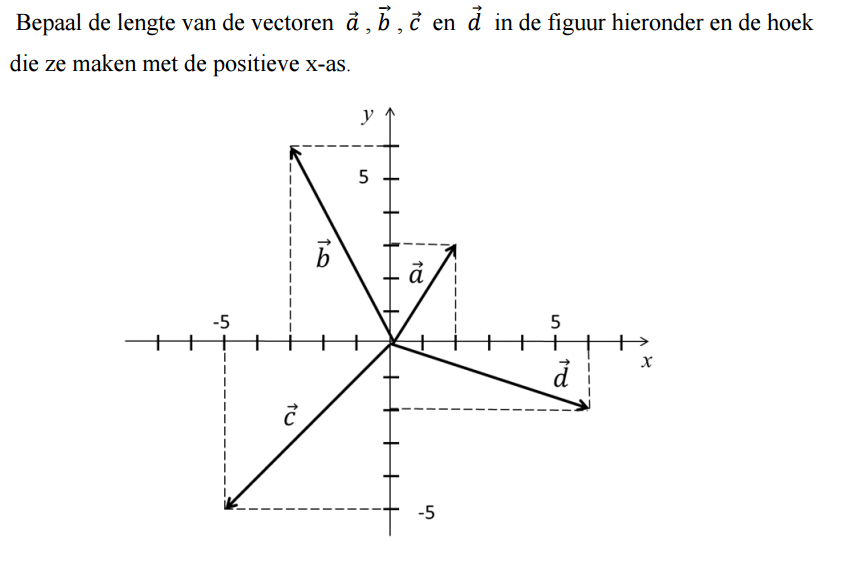 Bepaal de lengte van de vectoren a⃗ , b⃗ , c⃗ en d⃗ in de figuur hieronder en de hoek
die ze maken met de positieve x-as.
y
5
b⃗
a⃗
-5
5
x
d⃗
c⃗
-5